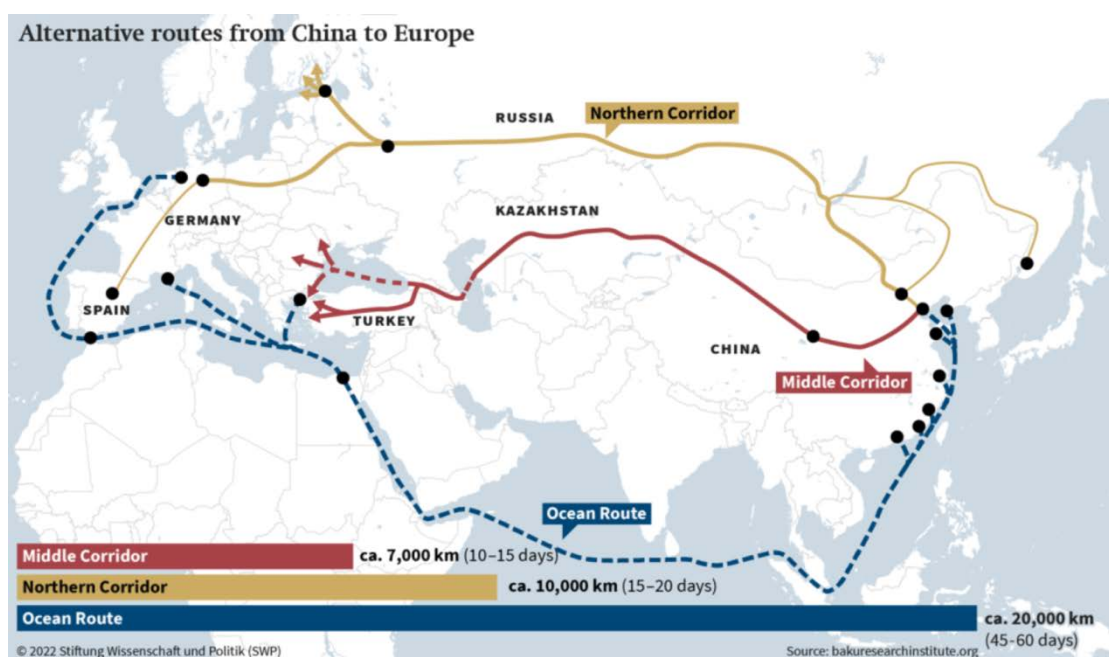 Alternative routes from China to Europe
RUSSIA
Northern Corridor
GERMANY
KAZAKHSTAN
SPAIN
TURKEY
CHINA
Middle Corridor
Ocean Route
Middle Corridor
ca. 7,000 km (10–15 days)
Northern Corridor
ca. 10,000 km (15–20 days)
Ocean Route
ca. 20,000 km
(45-60 days)
© 2022 Stiftung Wissenschaft und Politik (SWP)
Source: bakuresearchinstitute.org